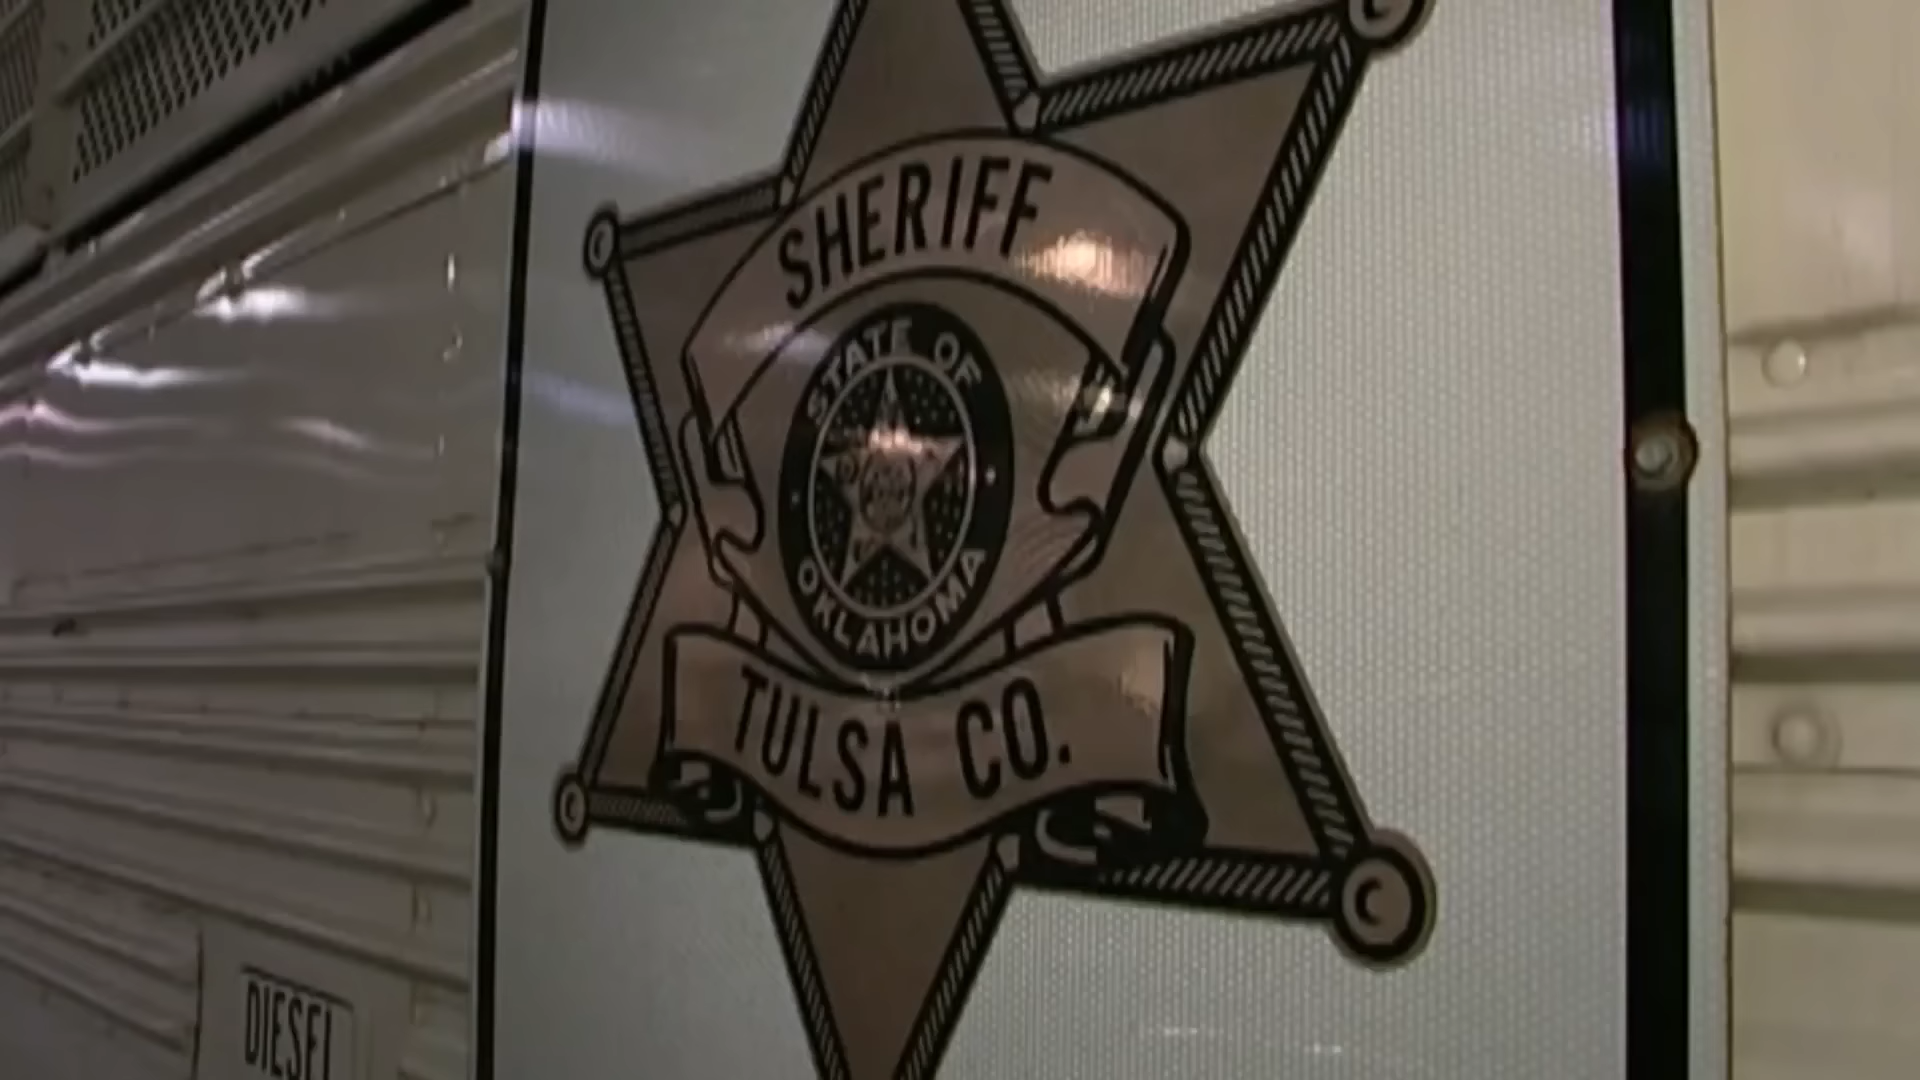 SHERIFF
STATE OF
OKLAHOMA
TULSA CO.
DIESEL